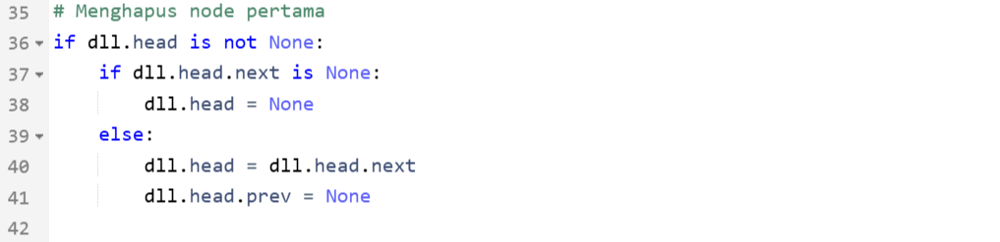 35 # Menghapus node pertama
36 if dll.head is not None:
37     if dll.head.next is None:
38         dll.head = None
39     else:
40         dll.head = dll.head.next
41         dll.head.prev = None
42